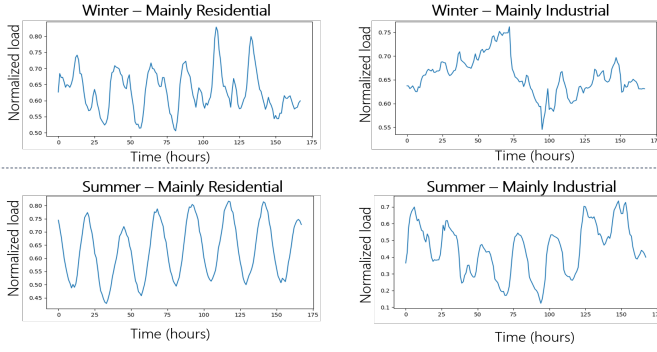 Winter – Mainly Residential
Winter – Mainly Industrial
Normalized load
0.80
0.75
0.70
0.65
0.60
0.55
0.50
0 25 50 75 100 125 150 175
Time (hours)
Normalized load
0.75
0.70
0.65
0.60
0.55
0 25 50 75 100 125 150 175
Time (hours)
Summer – Mainly Residential
Summer – Mainly Industrial
Normalized load
0.80
0.75
0.70
0.65
0.60
0.55
0.50
0.45
0 25 50 75 100 125 150 175
Time (hours)
Normalized load
0.7
0.6
0.5
0.4
0.3
0.2
0.1
0 25 50 75 100 125 150 175
Time (hours)